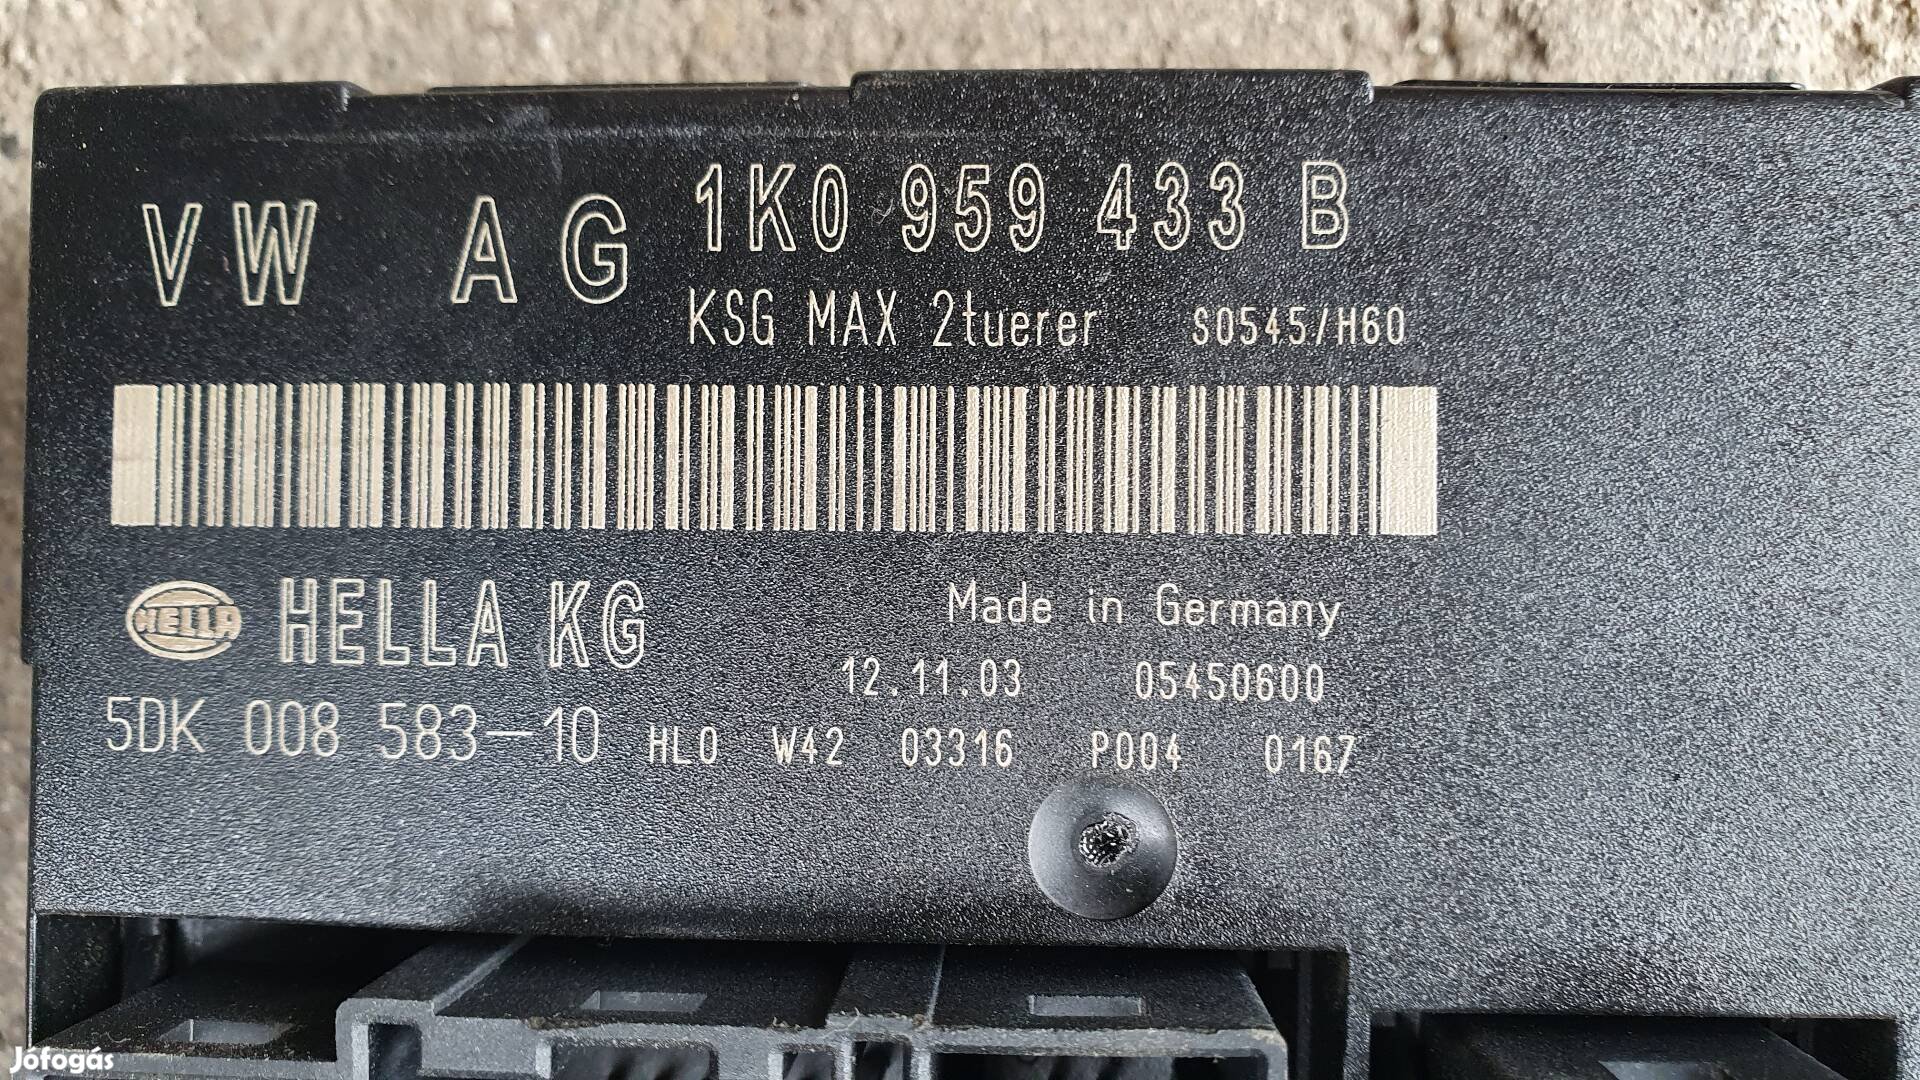 VW AG 1K0 959 433 B
KSG MAX 2tuerer S0545/H60
HELLA HELLA KG Made in Germany
12.11.03 05450600
5DK 008 583-10 HLO W42 03316 P004 0167
Jófogás